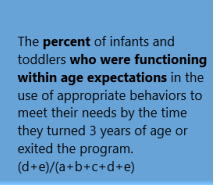 The percent of infants and
toddlers who were functioning
within age expectations in the
use of appropriate behaviors to
meet their needs by the time
they turned 3 years of age or
exited the program.
(d+e)/(a+b+c+d+e)